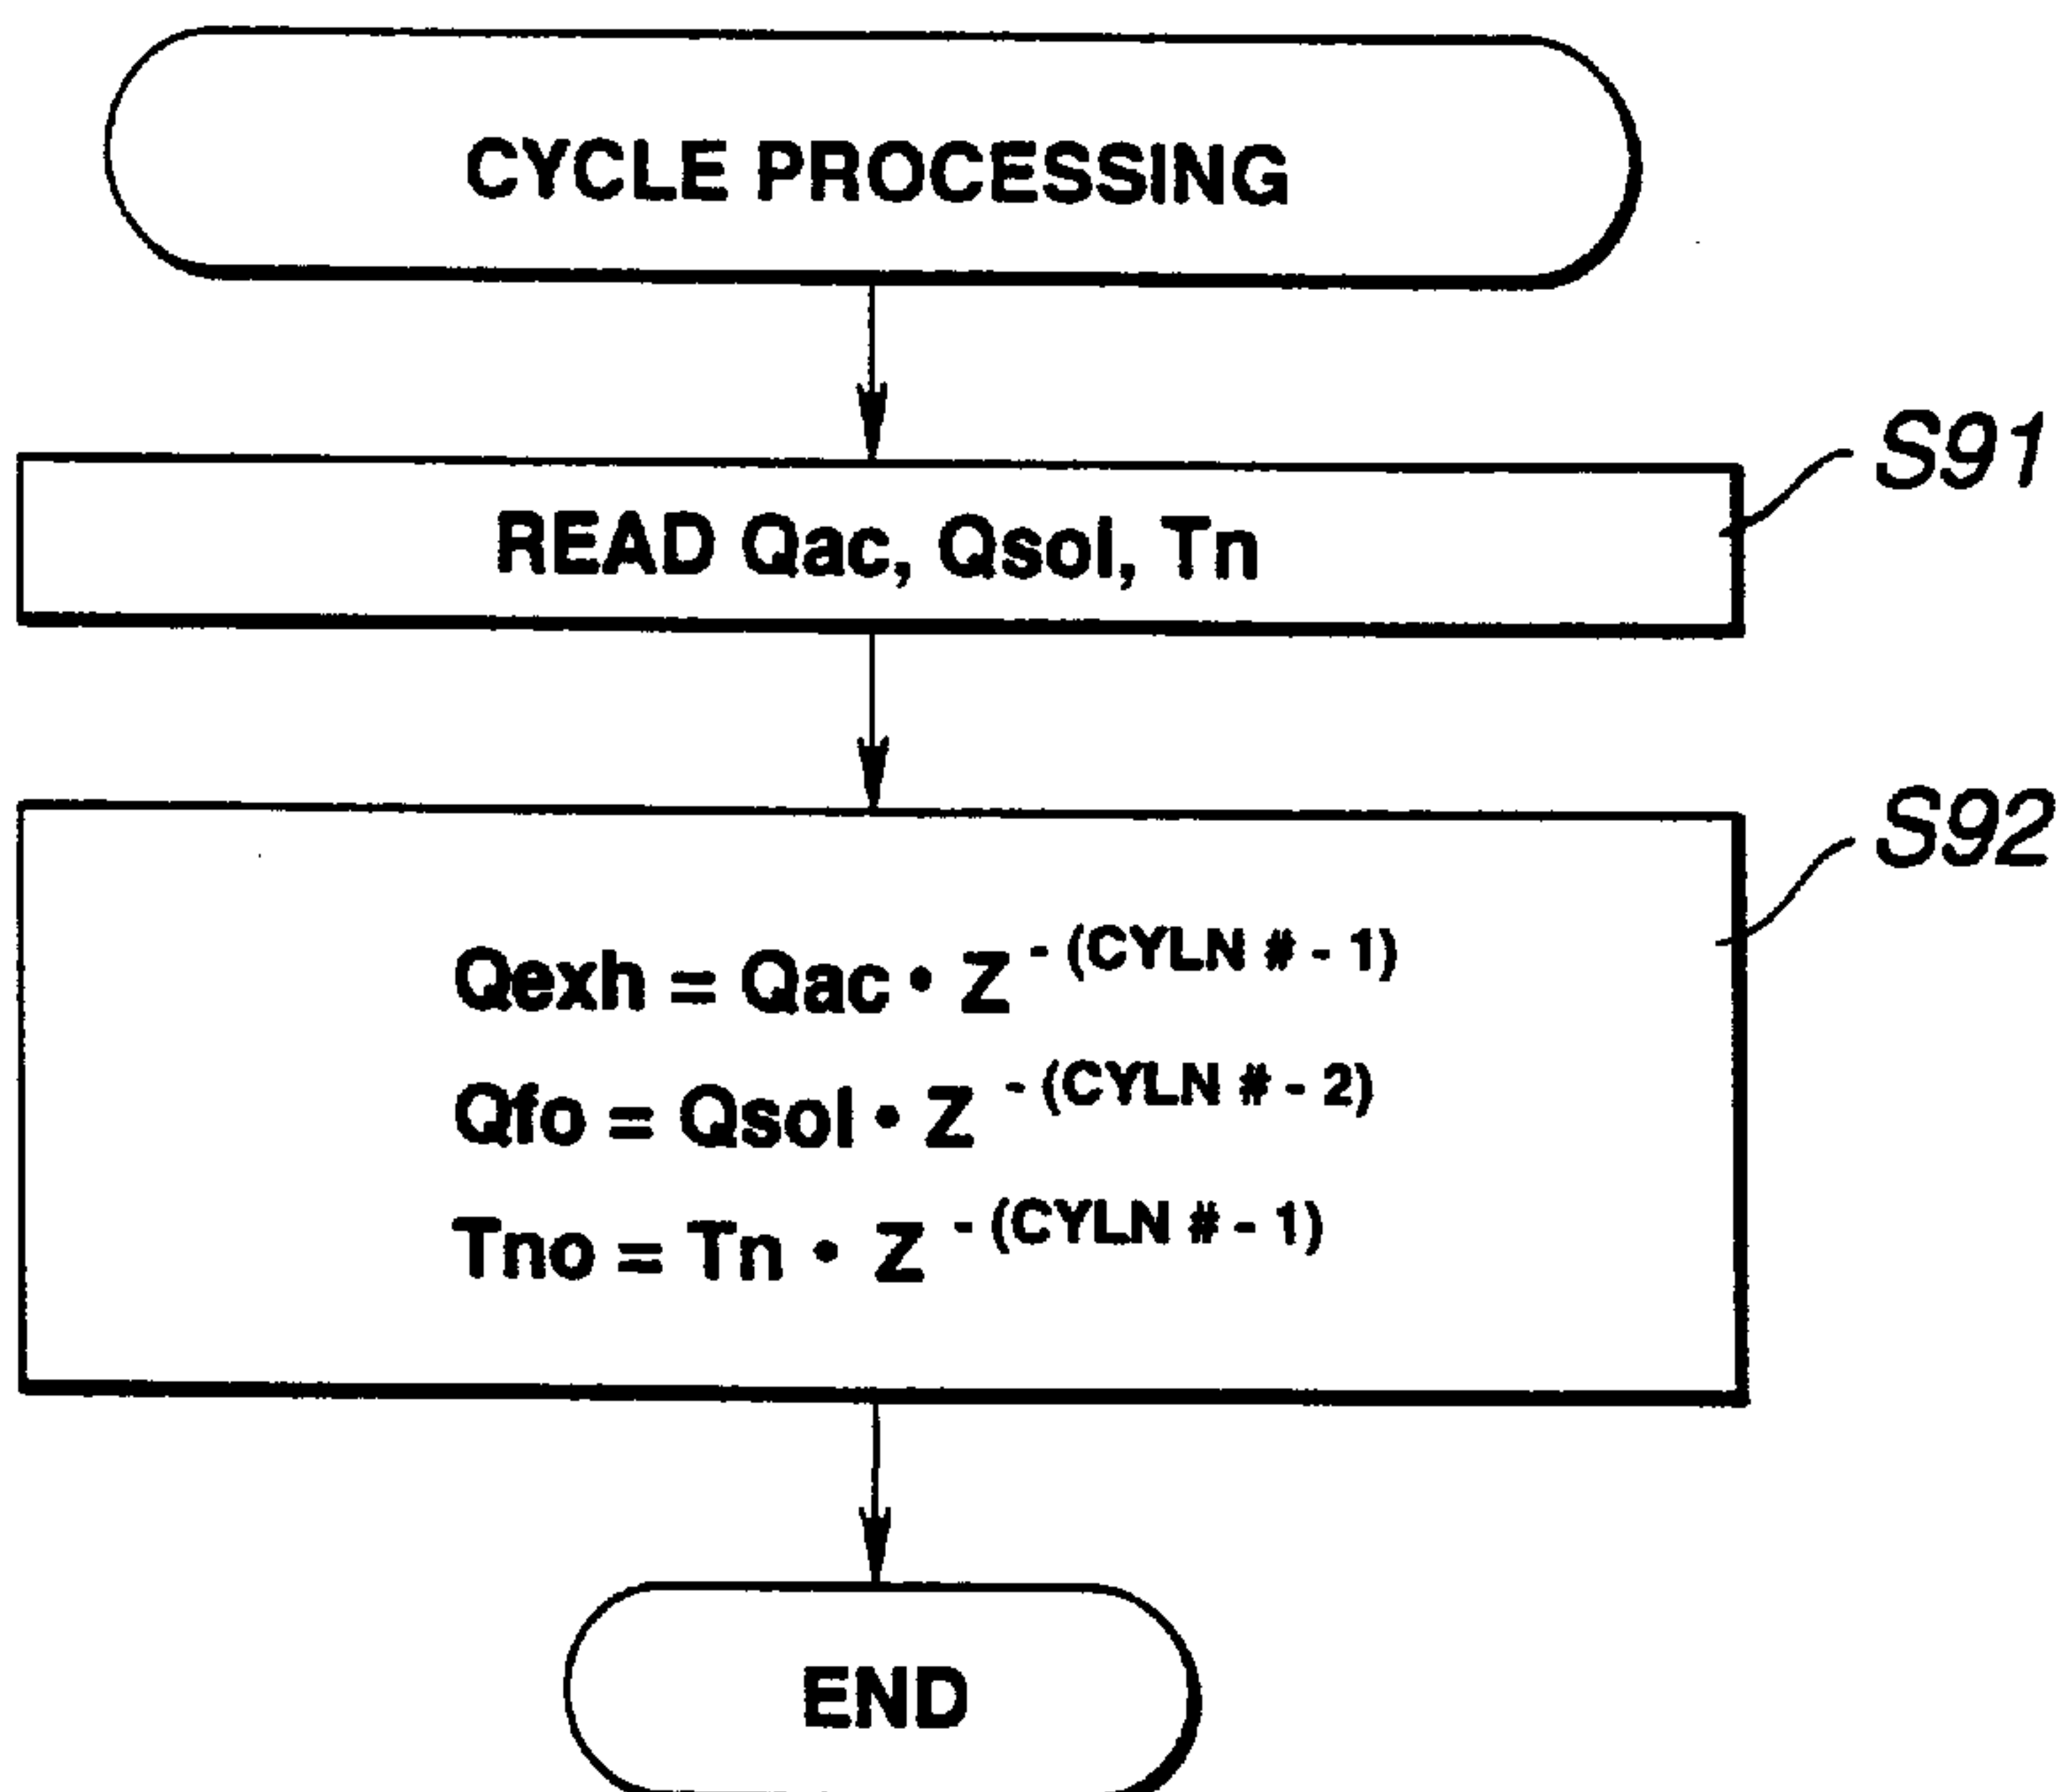 CYCLE PROCESSING
S91
READ Qac, Qsol, Tn
S92
Qexh = Qac • Z - (CYLN # - 1)
Qfo = Qsol • Z - (CYLN # - 2)
Tno = Tn • Z - (CYLN # - 1)
END